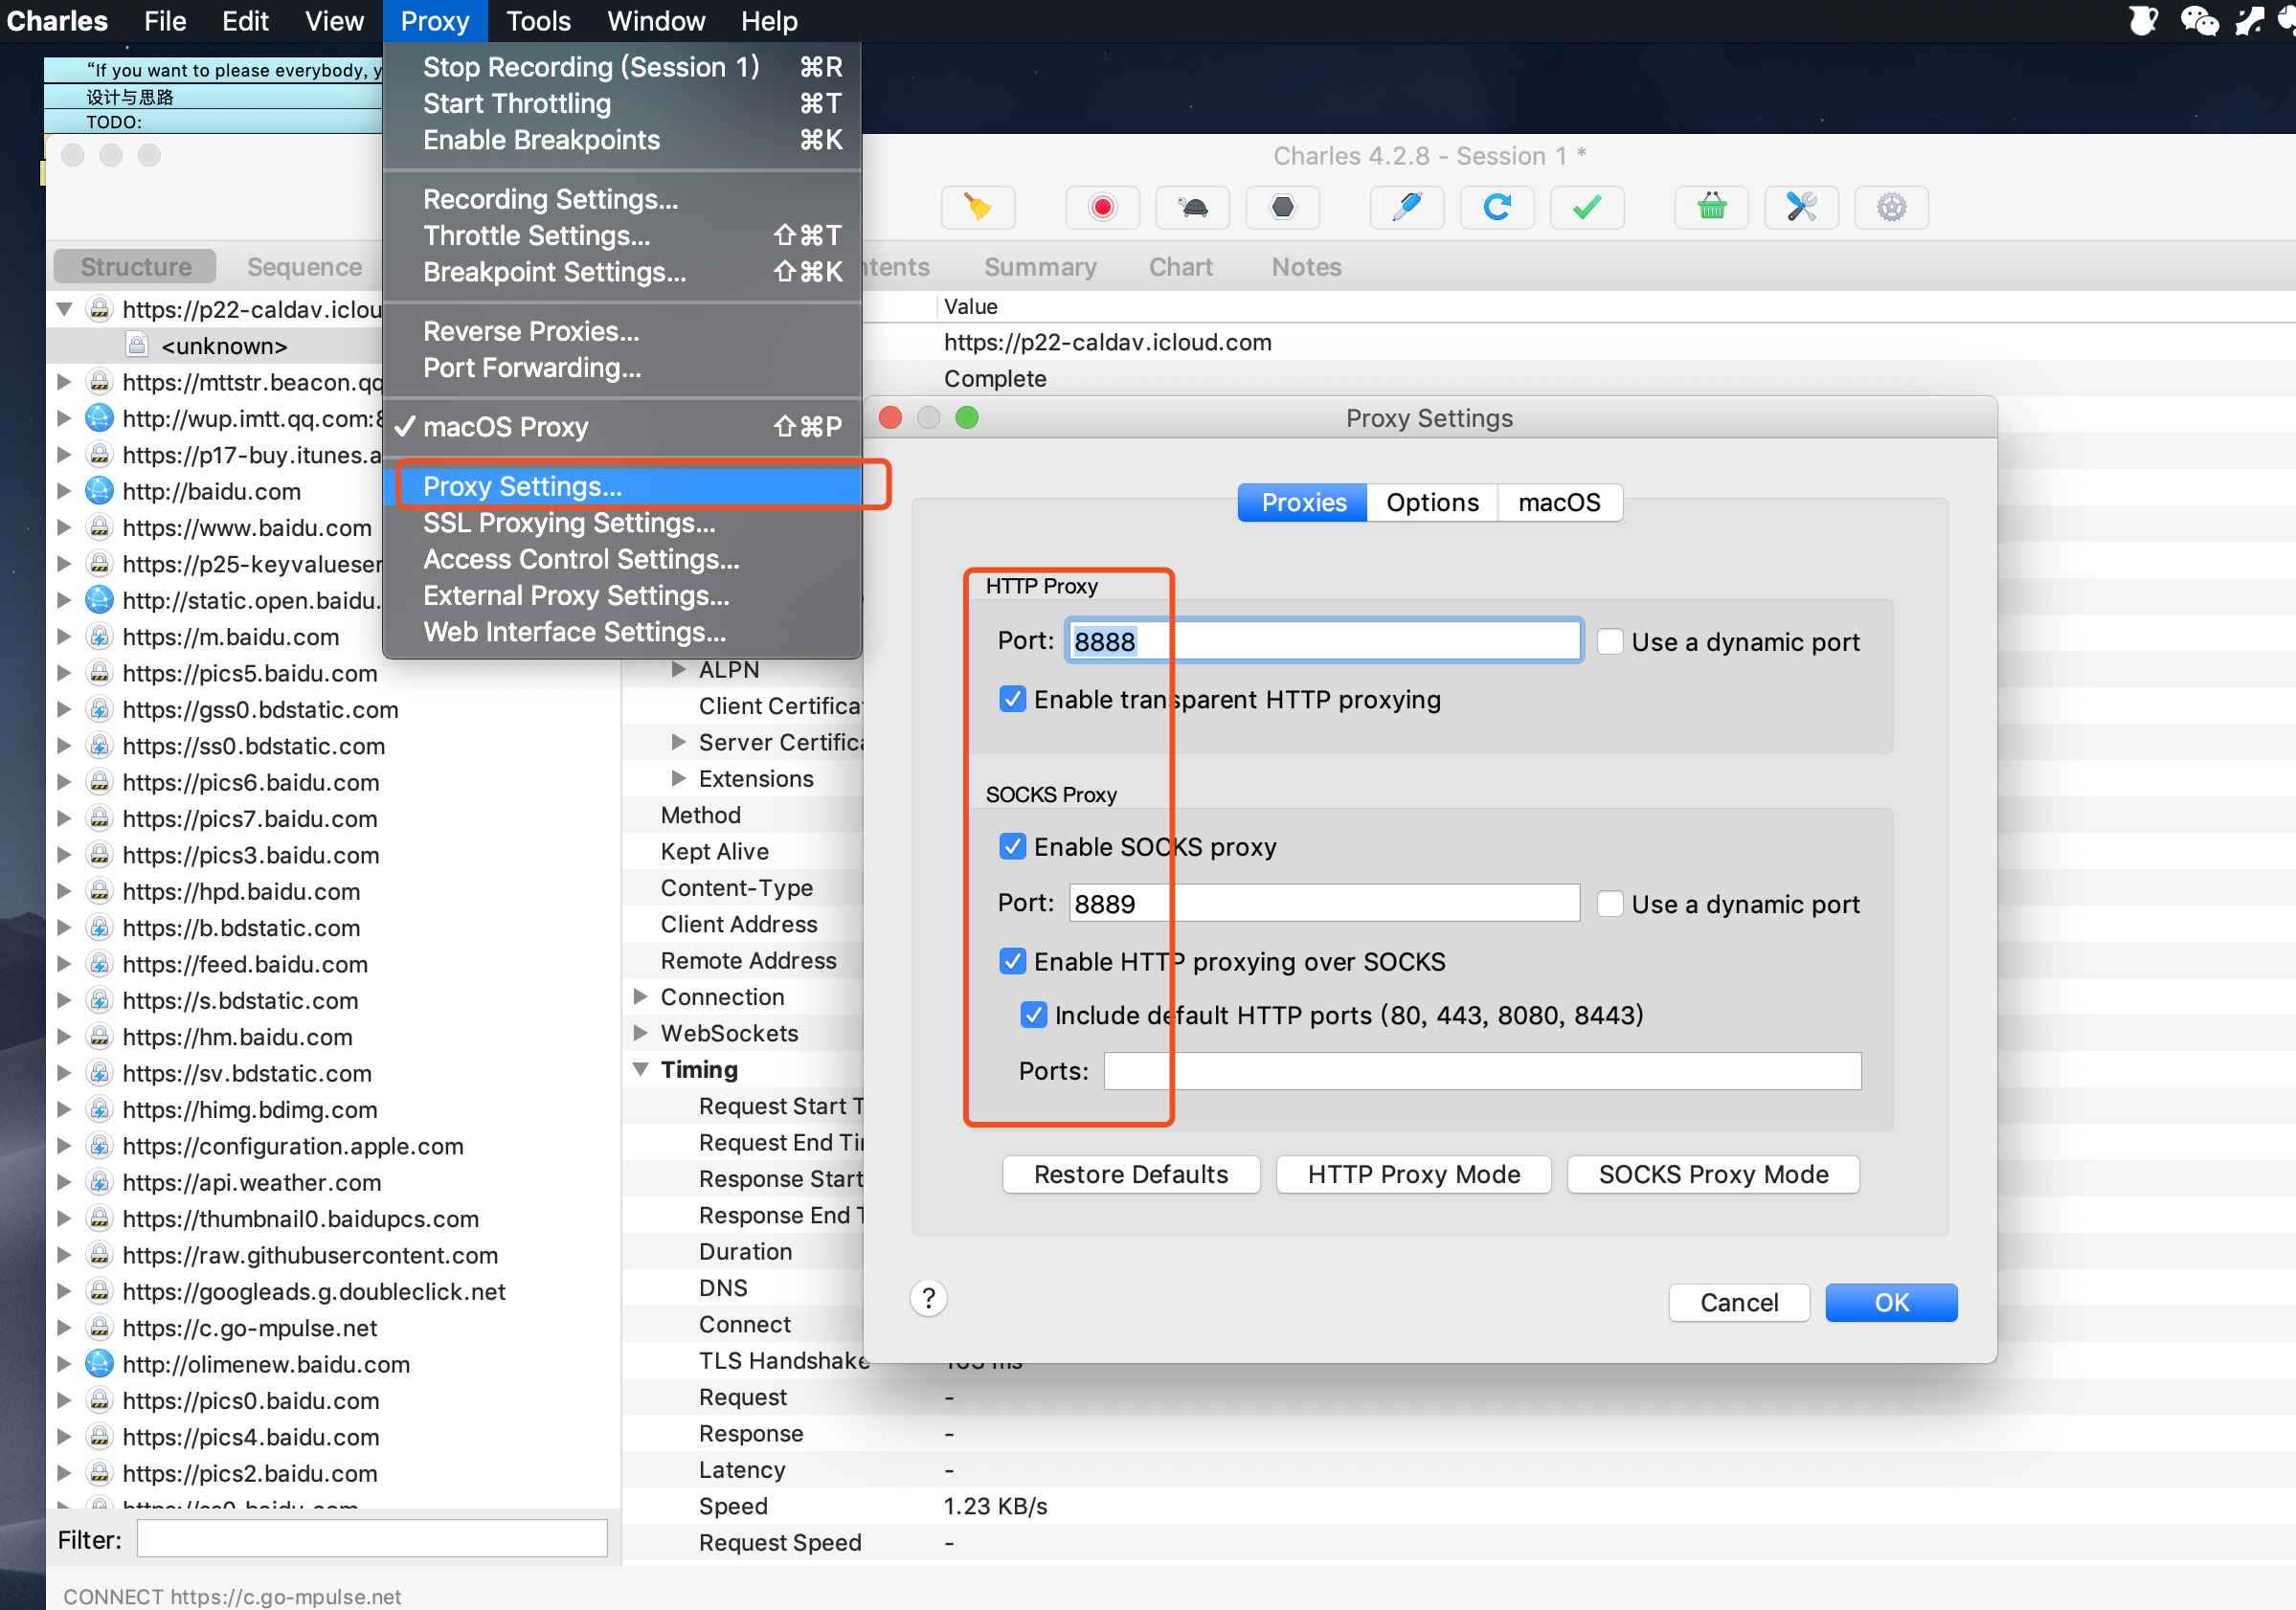 Charles File Edit View Proxy Tools Window Help
“If you want to please everybody, y
设计与思路
TODO:
Stop Recording (Session 1) ⌘R
Start Throttling ⌘T
Enable Breakpoints ⌘K
Recording Settings...
Throttle Settings... ⇧⌘T
Breakpoint Settings... ⇧⌘K
Reverse Proxies...
Port Forwarding...
✓ macOS Proxy ⇧⌘P
Proxy Settings...
SSL Proxying Settings...
Access Control Settings...
External Proxy Settings...
Web Interface Settings...
Charles 4.2.8 - Session 1 *
Structure Sequence
ntents Summary Chart Notes
https://p22-caldav.iclou
<unknown>
https://mttstr.beacon.qq
http://wup.imtt.qq.com:8
https://p17-buy.itunes.a
http://baidu.com
https://www.baidu.com
https://p25-keyvalueser
http://static.open.baidu.
https://m.baidu.com
https://pics5.baidu.com
https://gss0.bdstatic.com
https://ss0.bdstatic.com
https://pics6.baidu.com
https://pics7.baidu.com
https://pics3.baidu.com
https://hpd.baidu.com
https://b.bdstatic.com
https://feed.baidu.com
https://s.bdstatic.com
https://hm.baidu.com
https://sv.bdstatic.com
https://himg.bdimg.com
https://configuration.apple.com
https://api.weather.com
https://thumbnail0.baidupcs.com
https://raw.githubusercontent.com
https://googleads.g.doubleclick.net
https://c.go-mpulse.net
http://olimenew.baidu.com
https://pics0.baidu.com
https://pics4.baidu.com
https://pics2.baidu.com
Filter:
CONNECT https://c.go-mpulse.net
Value
https://p22-caldav.icloud.com
Complete
ALPN
Client Certifica
Server Certifica
Extensions
Method
Kept Alive
Content-Type
Client Address
Remote Address
Connection
WebSockets
Timing
Request Start T
Request End Ti
Response Start
Response End T
Duration
DNS
Connect
TLS Handshake
Request -
Response -
Latency -
Speed 1.23 KB/s
Request Speed -
Proxy Settings
Proxies Options macOS
HTTP Proxy
Port: 8888 Use a dynamic port
Enable transparent HTTP proxying
SOCKS Proxy
Enable SOCKS proxy
Port: 8889 Use a dynamic port
Enable HTTP proxying over SOCKS
Include default HTTP ports (80, 443, 8080, 8443)
Ports:
Restore Defaults HTTP Proxy Mode SOCKS Proxy Mode
? Cancel OK